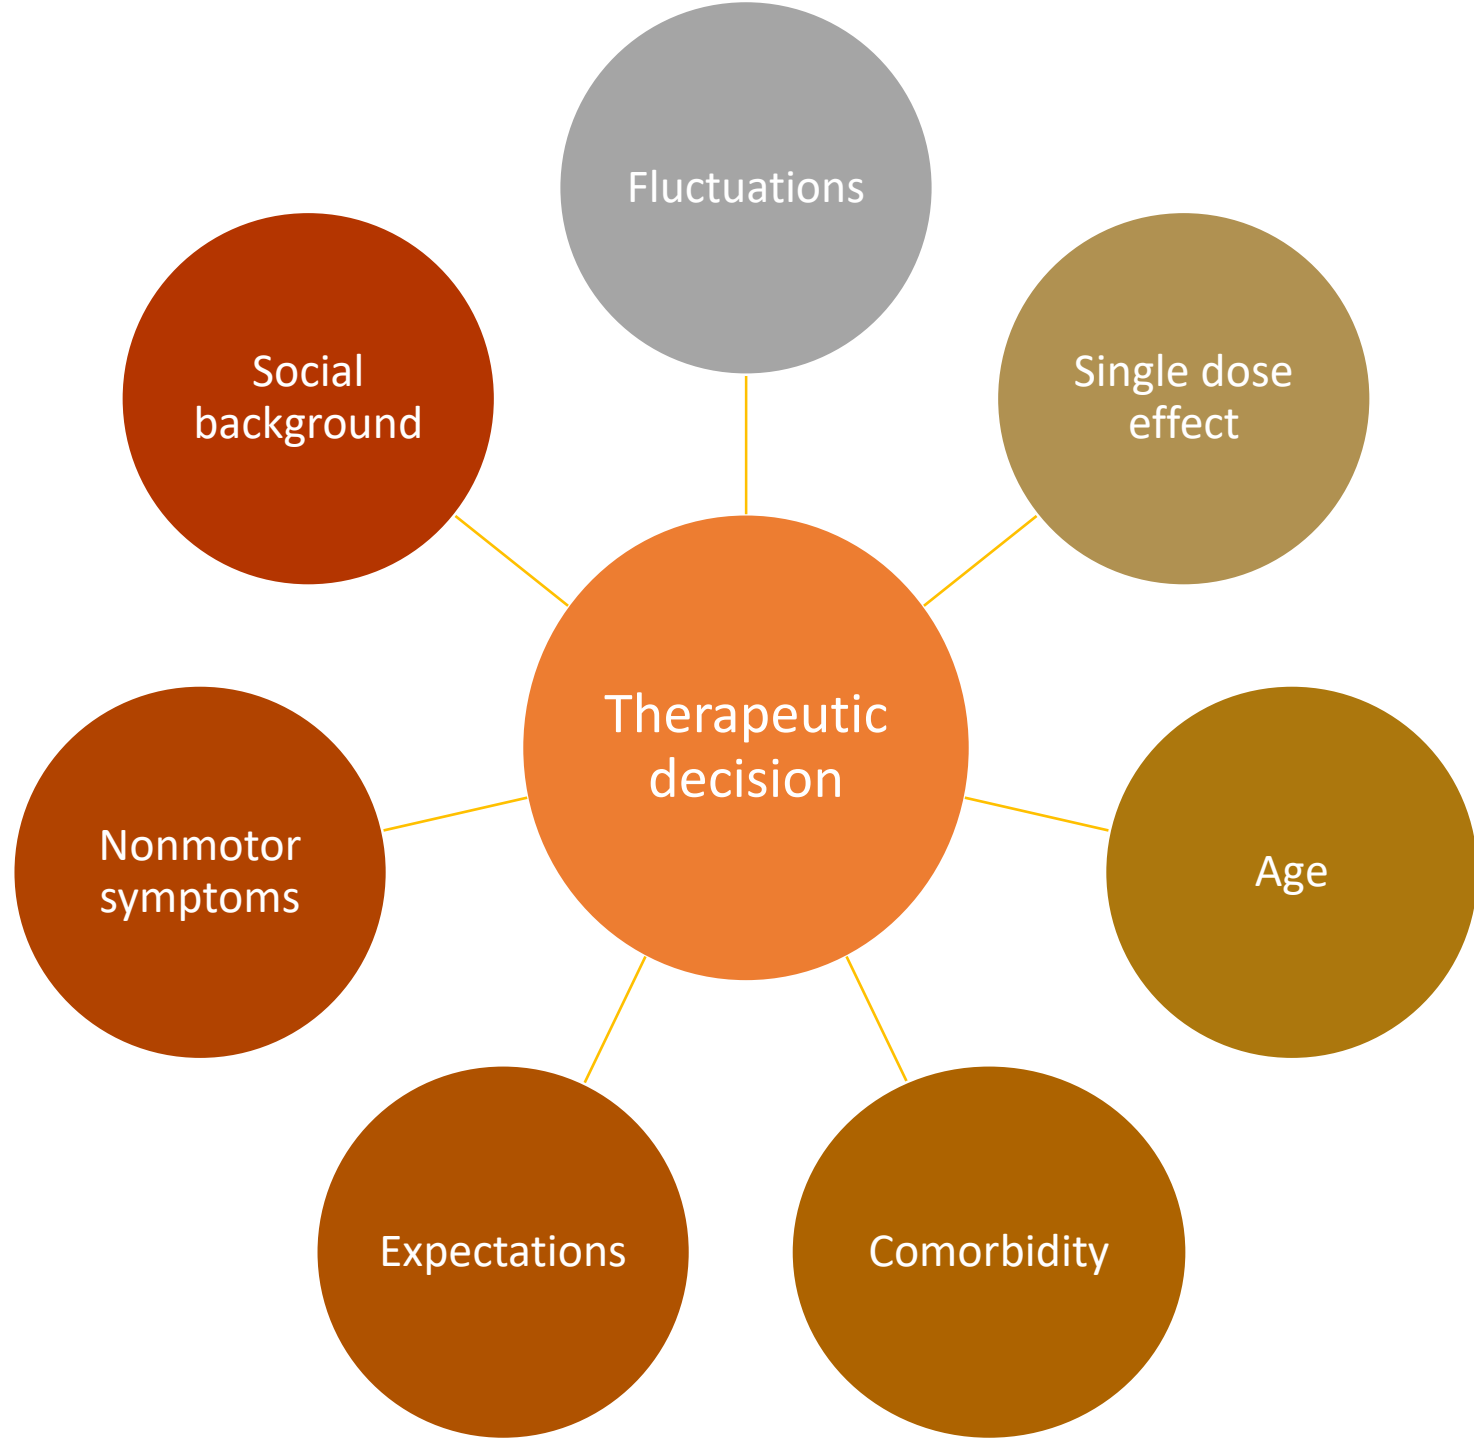 Fluctuations
Single dose
effect
Age
Comorbidity
Expectations
Nonmotor
symptoms
Social
background
Therapeutic
decision